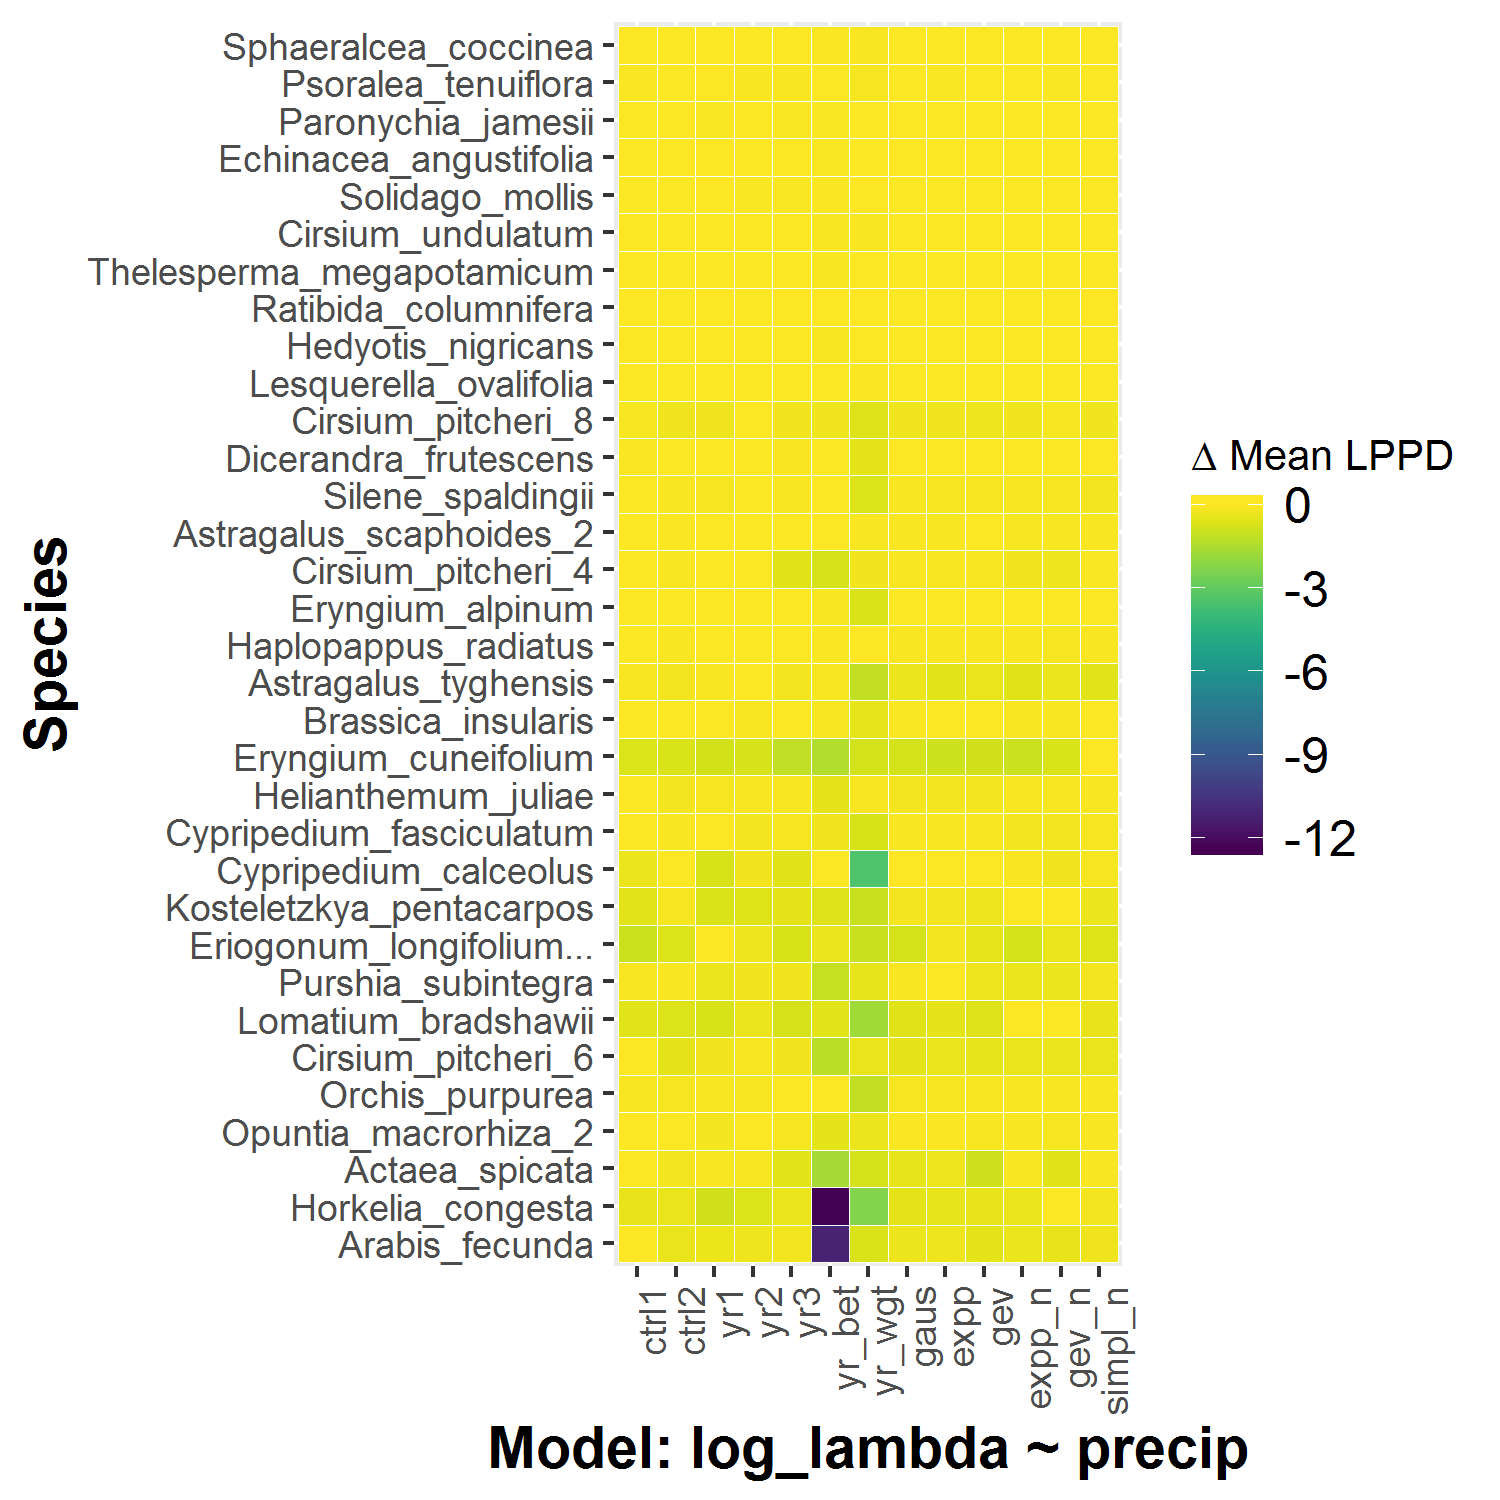 Sphaeralcea_coccinea
Psoralea_tenuiflora
Paronychia_jamesii
Echinacea_angustifolia
Solidago_mollis
Cirsium_undulatum
Thelesperma_megapotamicum
Ratibida_columnifera
Hedyotis_nigricans
Lesquerella_ovalifolia
Cirsium_pitcheri_8
Dicerandra_frutescens
Silene_spaldingii
Astragalus_scaphoides_2
Cirsium_pitcheri_4
Eryngium_alpinum
Haplopappus_radiatus
Astragalus_tyghensis
Brassica_insularis
Eryngium_cuneifolium
Helianthemum_juliae
Cypripedium_fasciculatum
Cypripedium_calceolus
Kosteletzkya_pentacarpos
Eriogonum_longifolium...
Purshia_subintegra
Lomatium_bradshawii
Cirsium_pitcheri_6
Orchis_purpurea
Opuntia_macrorhiza_2
Actaea_spicata
Horkelia_congesta
Arabis_fecunda
Species
ctrl1
ctrl2
yr1
yr2
yr3
yr_bet
yr_wgt
gaus
expp
gev
expp_n
gev_n
simpl_n
Model: log_lambda ~ precip
Δ Mean LPPD
0
-3
-6
-9
-12